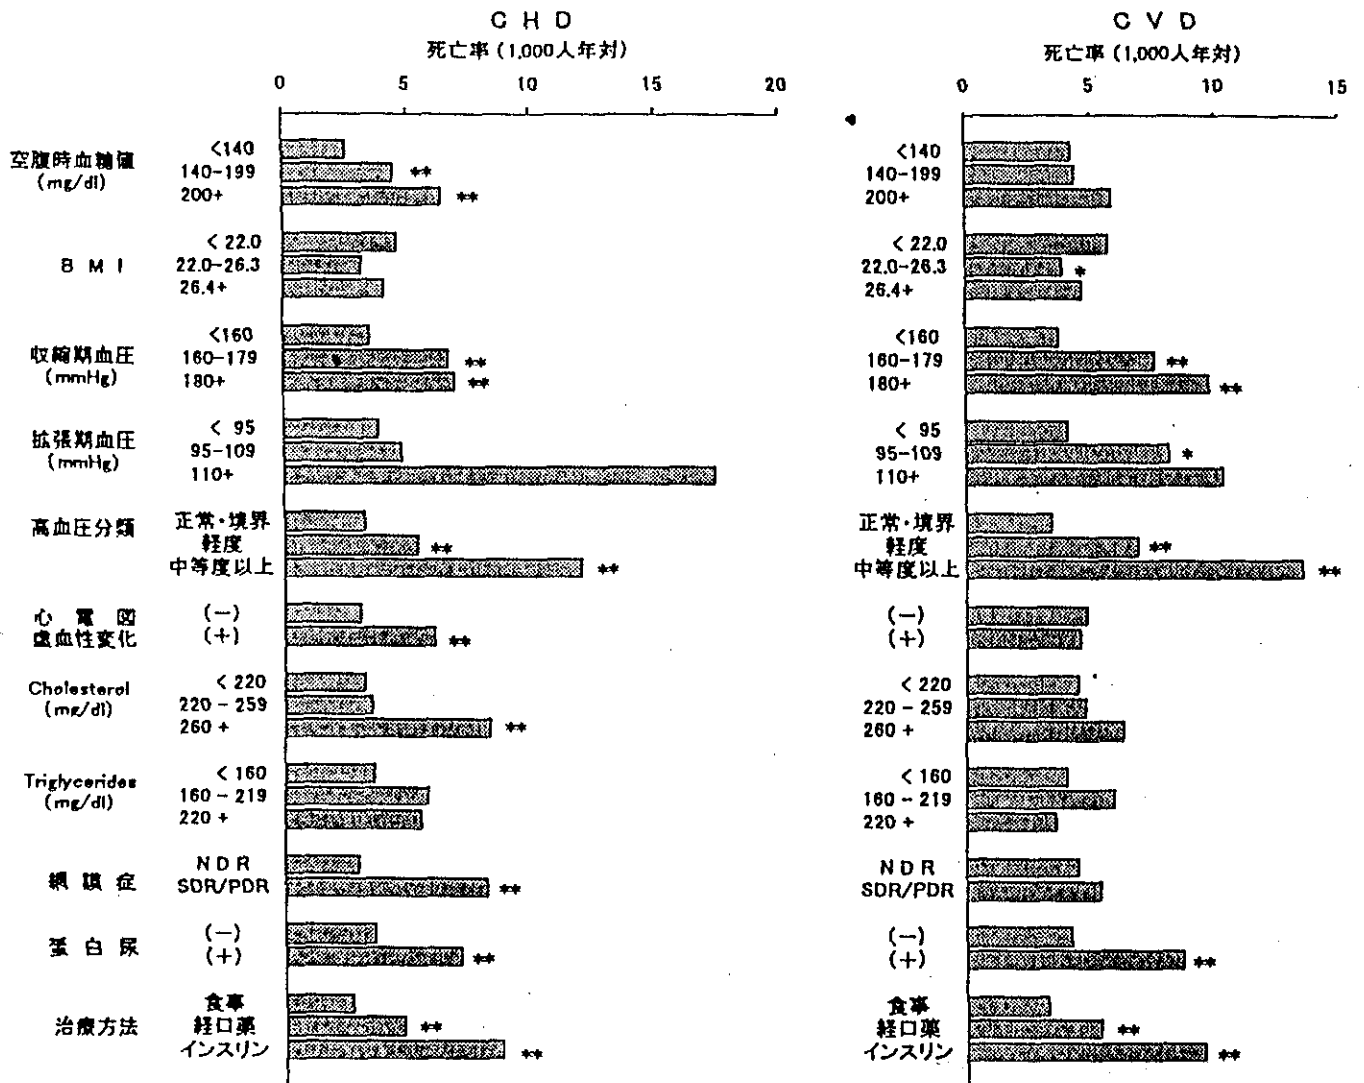 C H D
死亡率 (1,000人年対)
0 5 10 15 20
空腹時血糖値
(mg/dl)
<140
140-199 **
200+ **
B M I
< 22.0
22.0-26.3
26.4+
収縮期血圧
(mmHg)
<160
160-179 **
180+ **
拡張期血圧
(mmHg)
< 95
95-109
110+
高血圧分類
正常・境界
軽度 **
中等度以上 **
心電図
虚血性変化
(-)
(+) **
Cholesterol
(mg/dl)
< 220
220 - 259
260 + **
Triglycerides
(mg/dl)
< 160
160 - 219
220 +
網膜症
N D R
SDR/PDR **
蛋白尿
(-)
(+) **
治療方法
食事
経口薬 **
インスリン **
C V D
死亡率 (1,000人年対)
0 5 10 15
<140
140-199
200+
< 22.0
22.0-26.3 *
26.4+
<160
160-179 **
180+ **
< 95
95-109 *
110+
正常・境界
軽度 **
中等度以上 **
(-)
(+)
< 220
220 - 259
260 +
< 160
160 - 219
220 +
N D R
SDR/PDR
(-)
(+) **
食事
経口薬 **
インスリン **